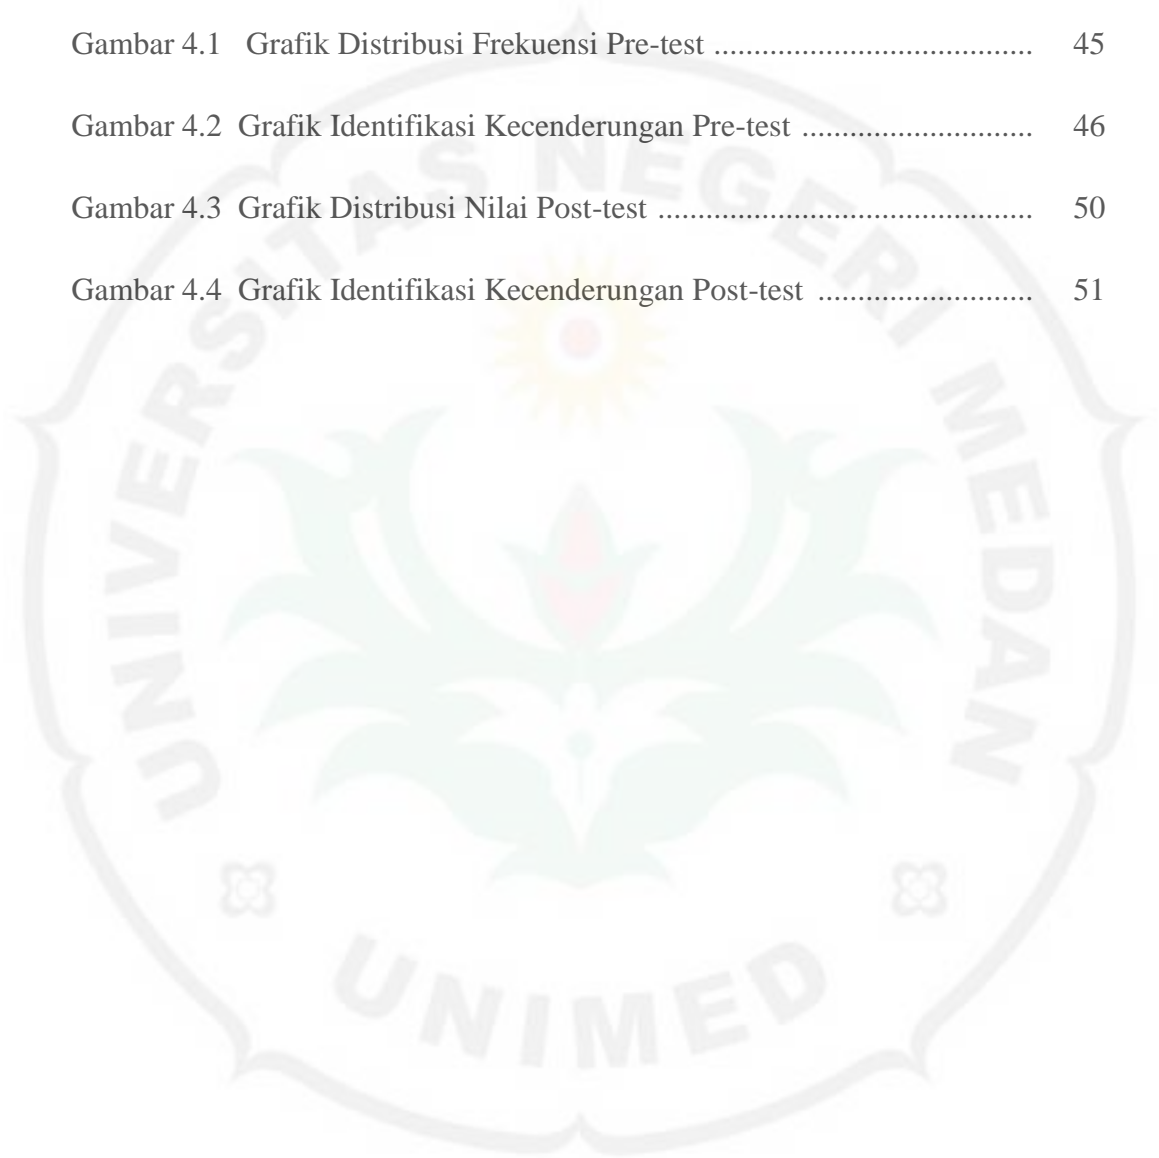 Gambar 4.1 Grafik Distribusi Frekuensi Pre-test ...................................... 45
Gambar 4.2 Grafik Identifikasi Kecenderungan Pre-test ............................ 46
Gambar 4.3 Grafik Distribusi Nilai Post-test ............................................. 50
Gambar 4.4 Grafik Identifikasi Kecenderungan Post-test .......................... 51
UNIVERSITAS NEGERI MEDAN
UNIMED